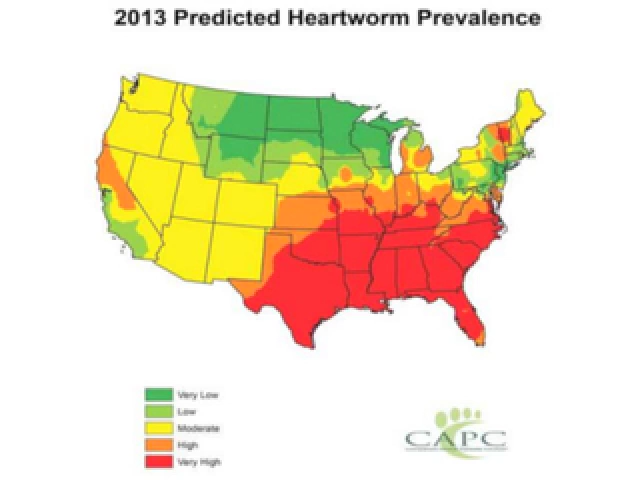 2013 Predicted Heartworm Prevalence
Very Low
Low
Moderate
High
Very High
CAPC